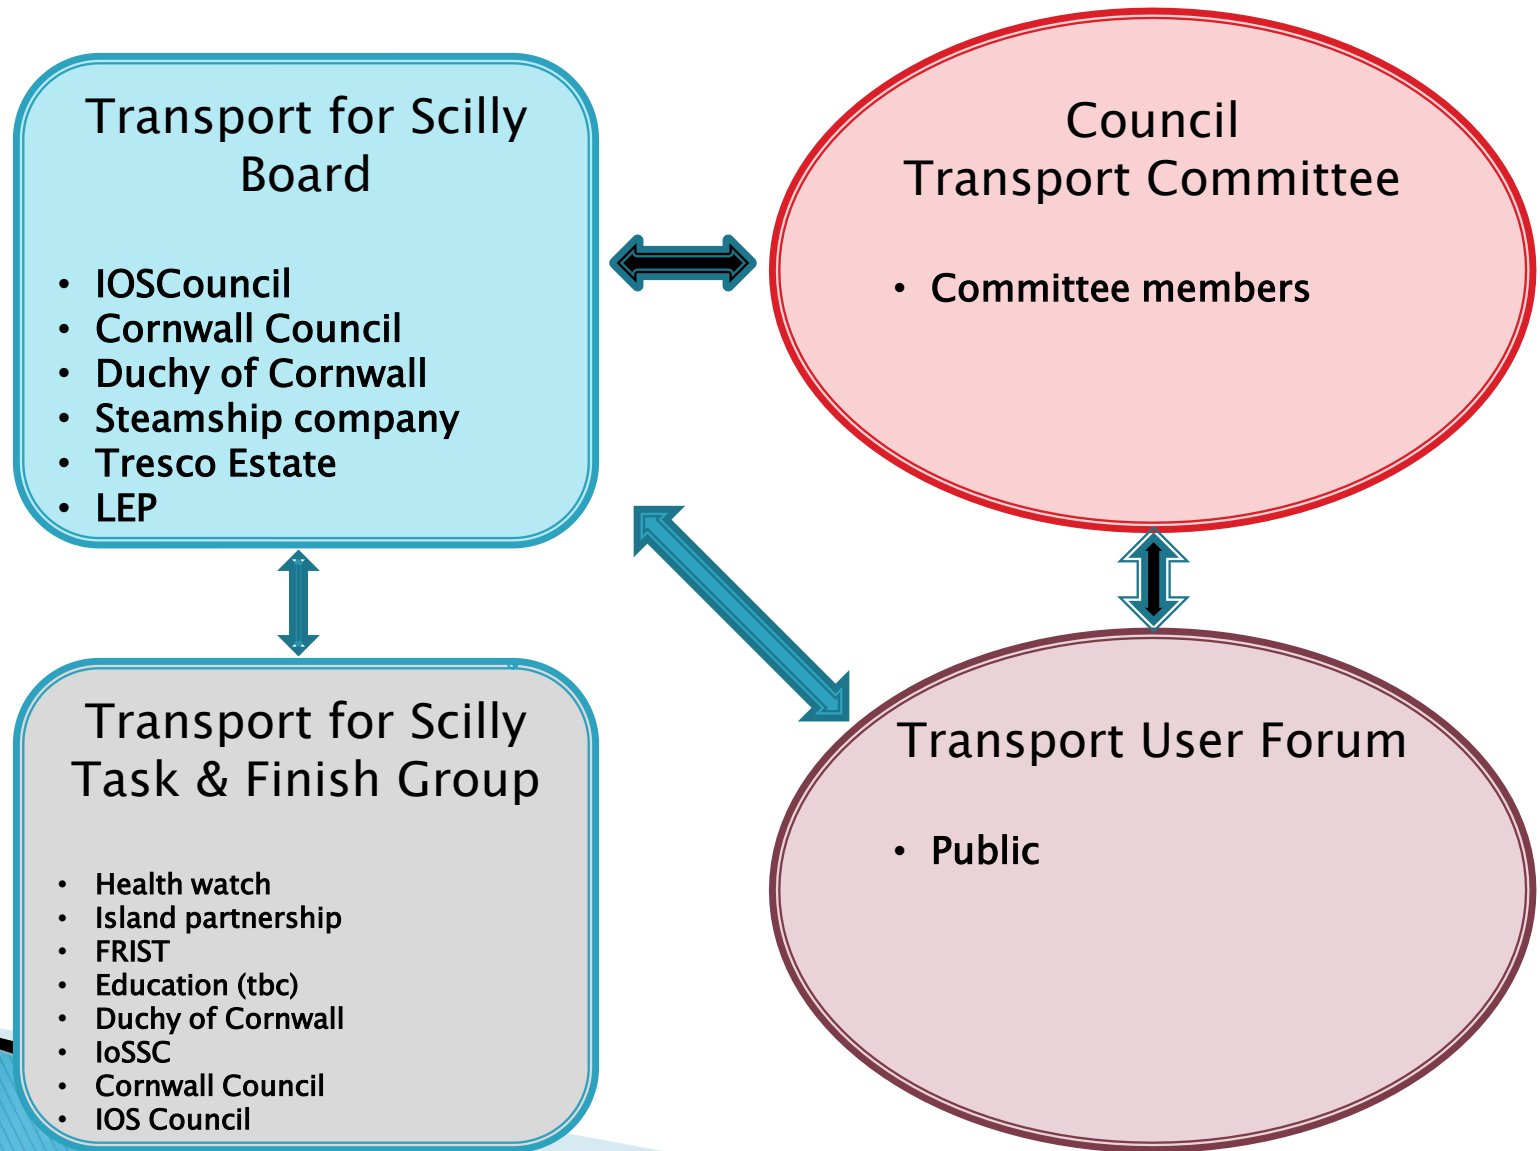 Transport for Scilly
Board
• IOSCouncil
• Cornwall Council
• Duchy of Cornwall
• Steamship company
• Tresco Estate
• LEP
Council
Transport Committee
• Committee members
Transport for Scilly
Task & Finish Group
• Health watch
• Island partnership
• FRIST
• Education (tbc)
• Duchy of Cornwall
• IoSSC
• Cornwall Council
• IOS Council
Transport User Forum
• Public